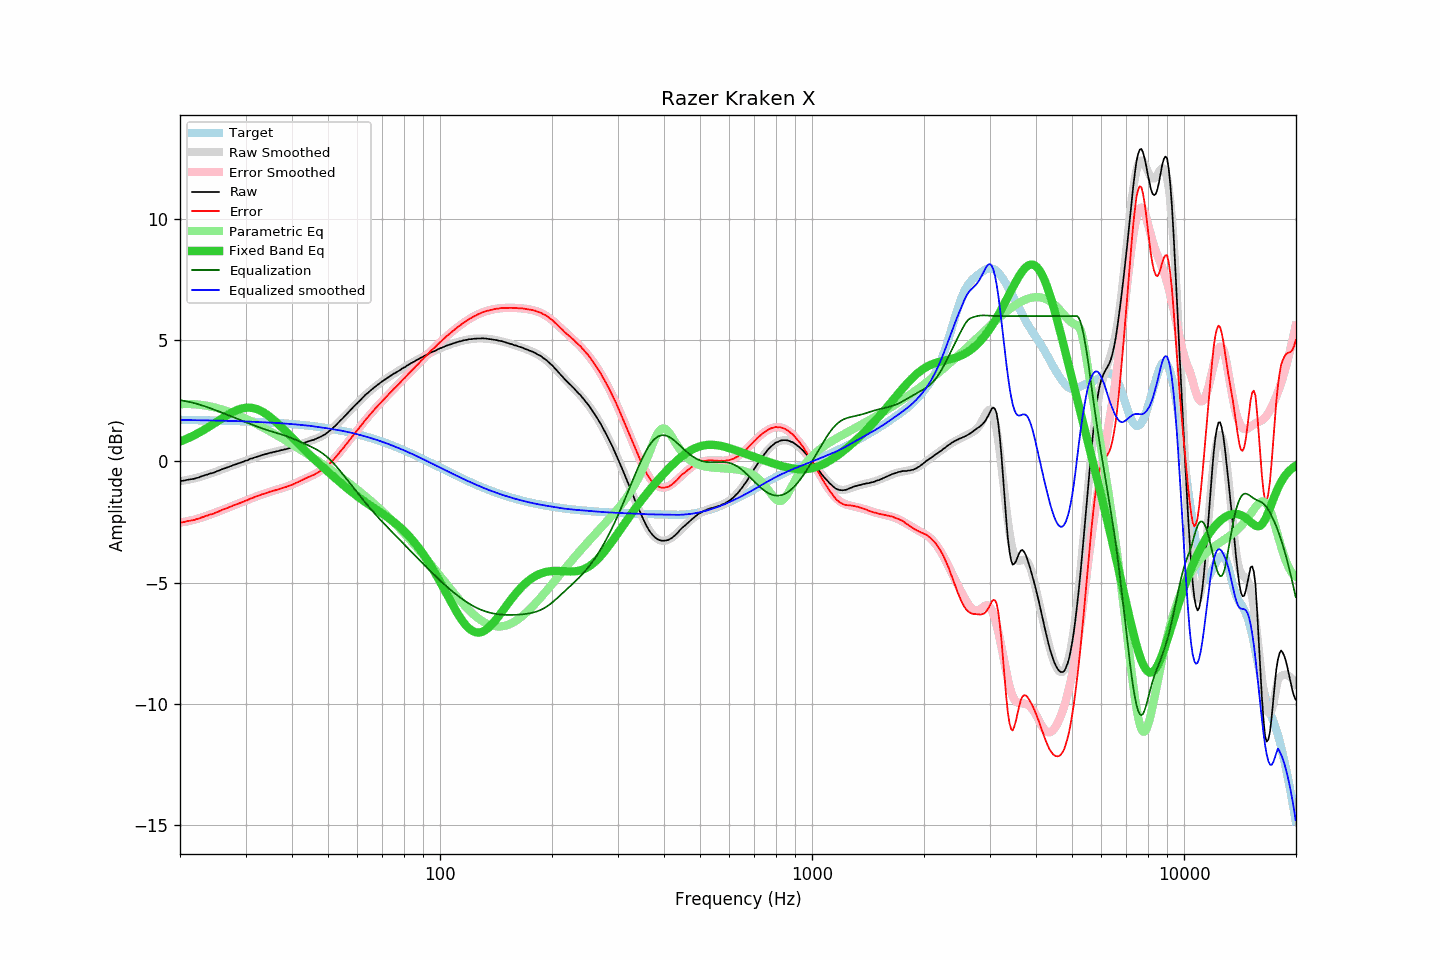 Razer Kraken X
Target
Raw Smoothed
Error Smoothed
Raw
Error
Parametric Eq
Fixed Band Eq
Equalization
Equalized smoothed
10
5
0
−5
−10
−15
Amplitude (dBr)
100
1000
10000
Frequency (Hz)